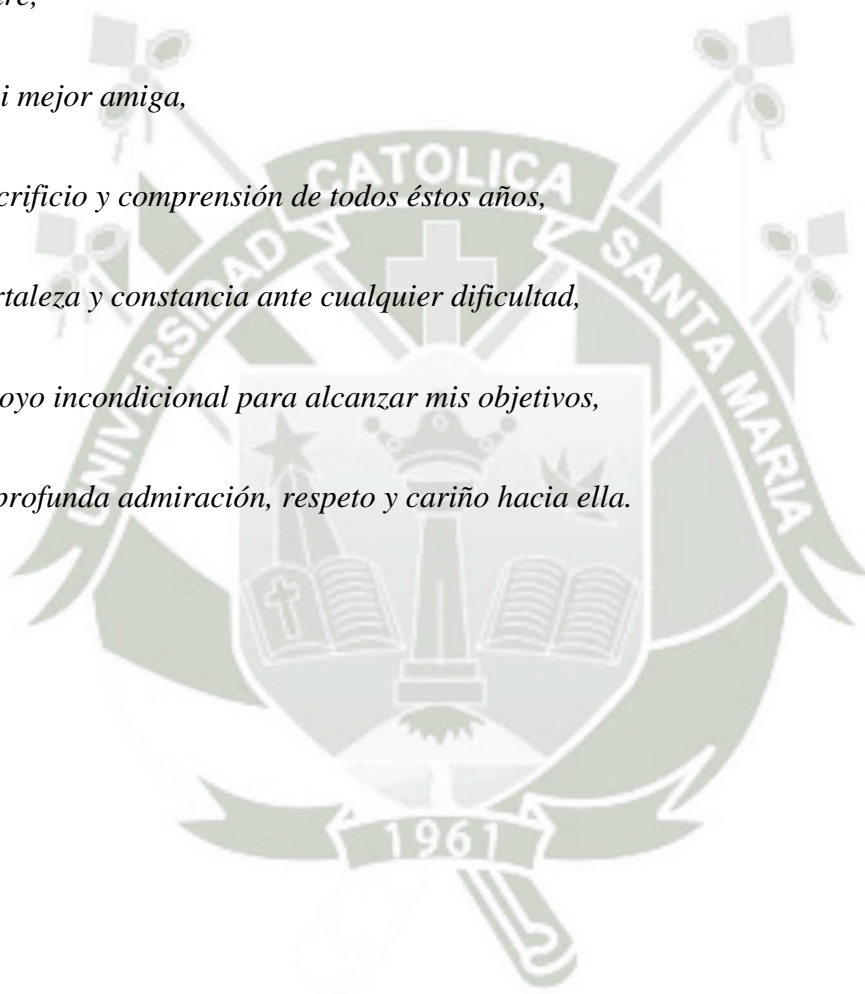 i mejor amiga,
crificio y comprensión de todos éstos años,
rtaleza y constancia ante cualquier dificultad,
oyo incondicional para alcanzar mis objetivos,
profunda admiración, respeto y cariño hacia ella.
UNIVERSIDAD CATOLICA SANTA MARIA
1961